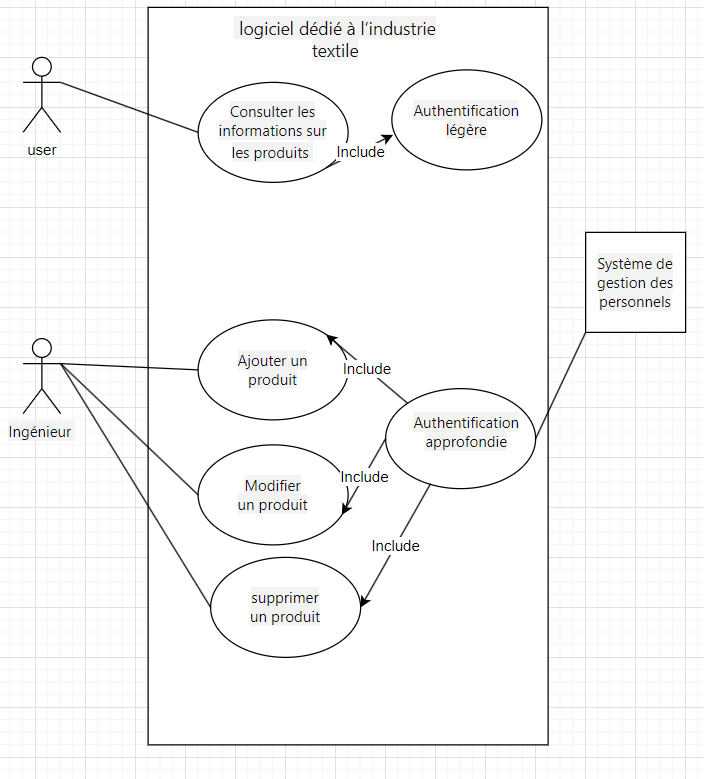 logiciel dédié à l'industrie
textile
user
Consulter les
informations sur
les produits
Include
Authentification
légère
Système de
gestion des
personnels
Ingénieur
Ajouter un
produit
Include
Authentification
approfondie
Modifier
un produit
Include
Include
supprimer
un produit